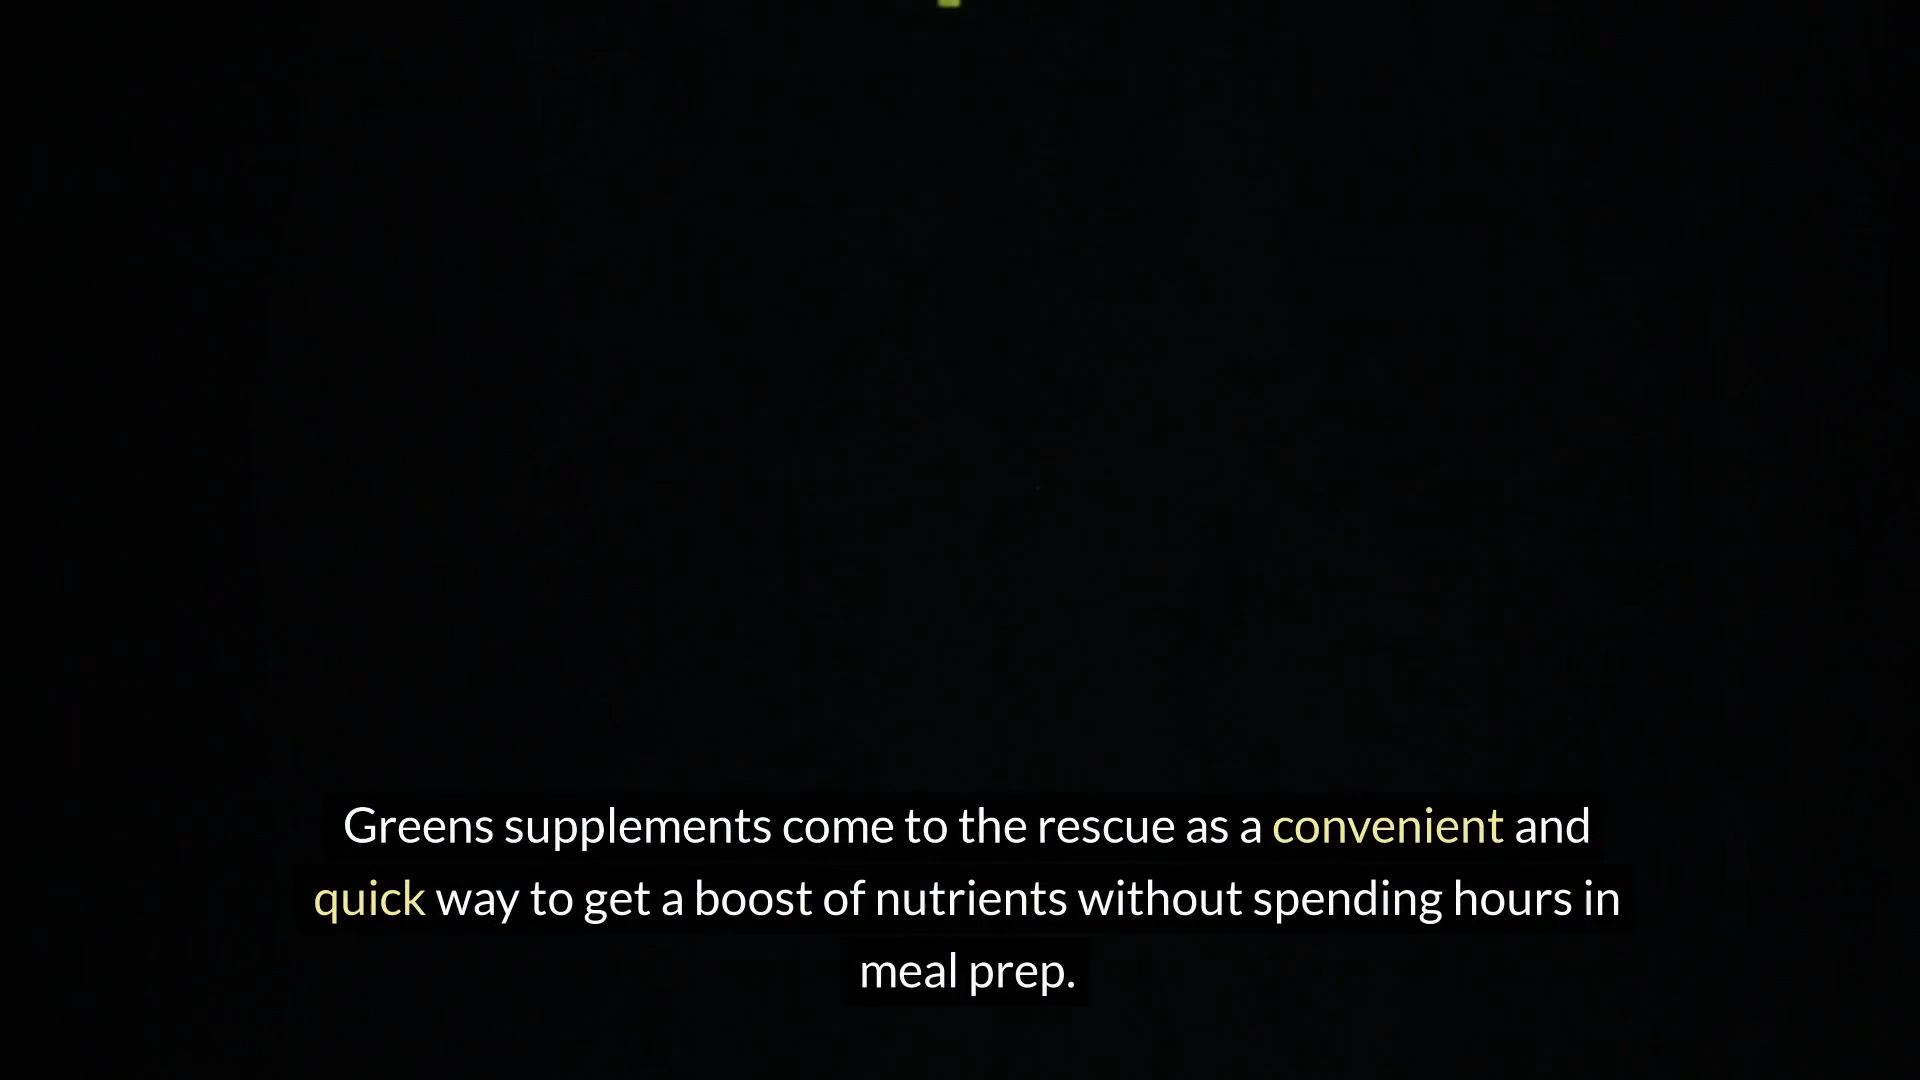 Greens supplements come to the rescue as a convenient and
quick way to get a boost of nutrients without spending hours in
meal prep.